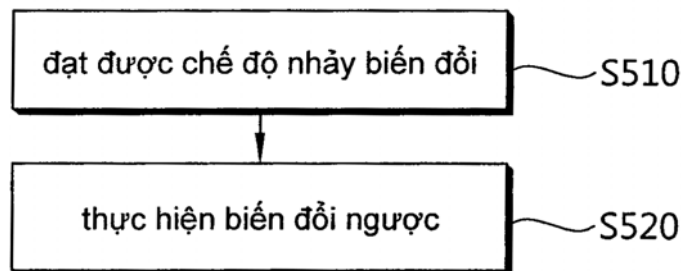 đạt được chế độ nhảy biến đổi
S510
thực hiện biến đổi ngược
S520